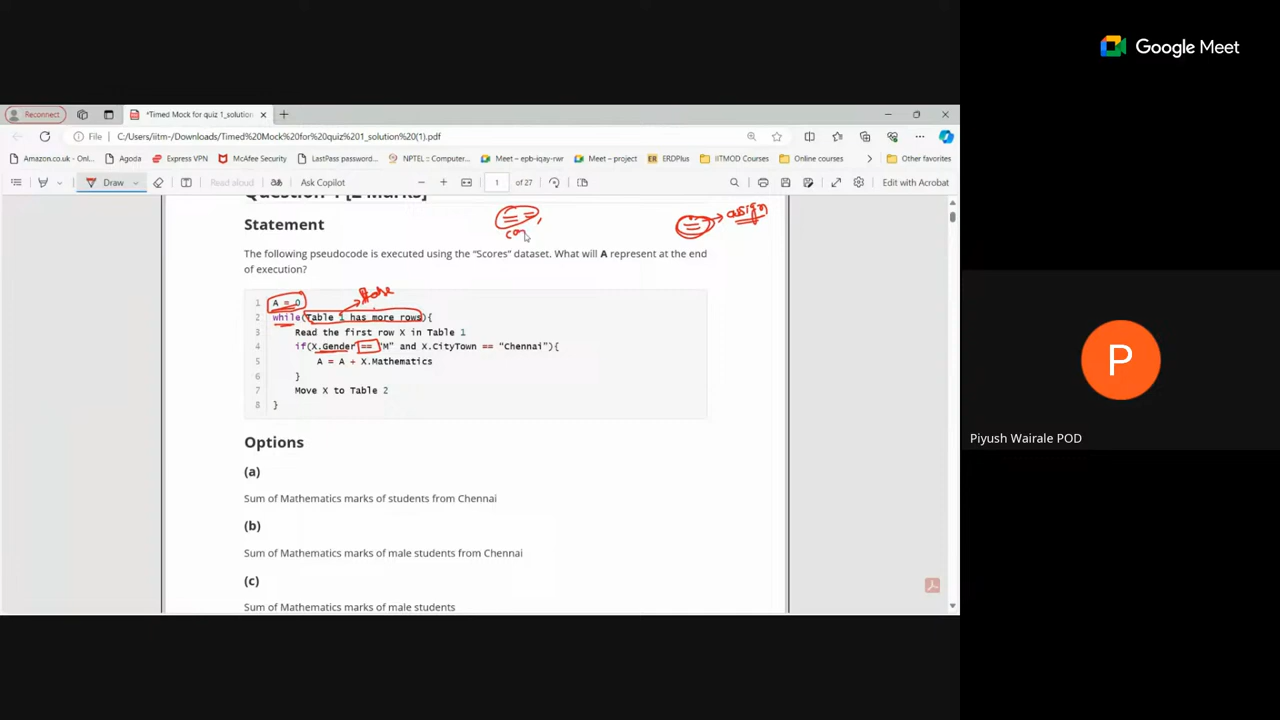 Google Meet
Reconnect
*Timed Mock for quiz 1_solution
File
C:/Users/iitm-/Downloads/Timed%20Mock%20for%20quiz%201_solution%20(1).pdf
Amazon.co.uk - Onl...
Agoda
Express VPN
McAfee Security
LastPass password...
NPTEL :: Computer...
Meet – epb-iqay-rwr
Meet – project
ERDPlus
IITMOD Courses
Online courses
Other favorites
Draw
Read aloud
Ask Copilot
1 of 27
Edit with Acrobat
Statement
== 
= → assign
The following pseudocode is executed using the "Scores" dataset. What will A represent at the end
of execution?
1 A = 0
2 while(Table 1 has more rows){
3 Read the first row X in Table 1
4 if(X.Gender == "M" and X.CityTown == "Chennai"){
5 A = A + X.Mathematics
6 }
7 Move X to Table 2
8 }
Options
(a)
Sum of Mathematics marks of students from Chennai
(b)
Sum of Mathematics marks of male students from Chennai
(c)
Sum of Mathematics marks of male students
P
Piyush Wairale POD